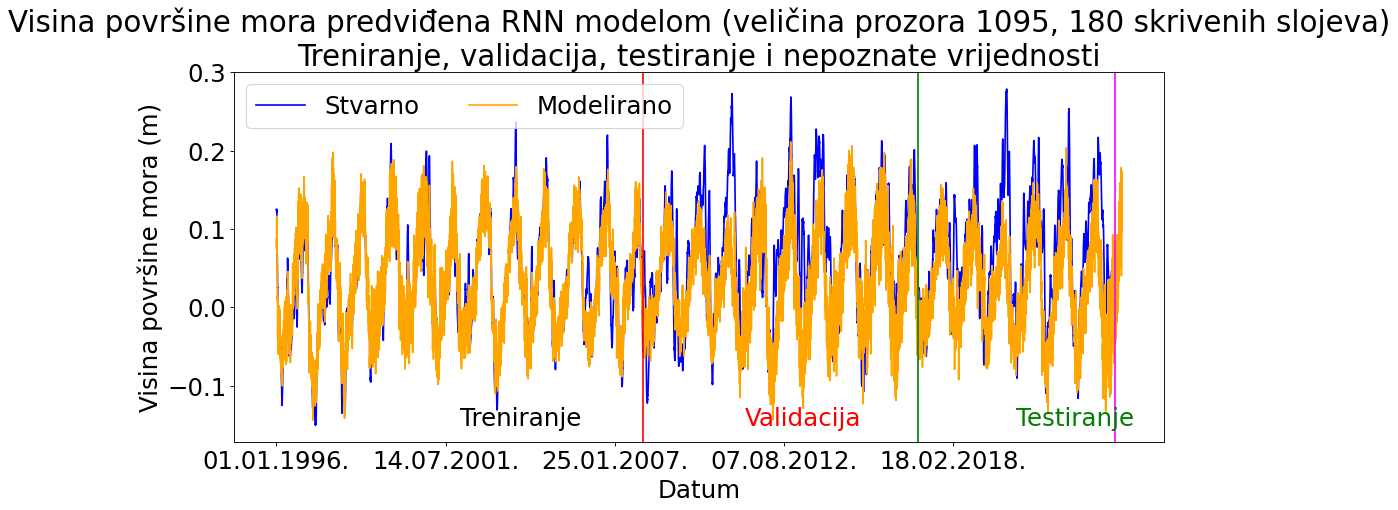 Visina površine mora predviđena RNN modelom (veličina prozora 1095, 180 skrivenih slojeva)
Treniranje, validacija, testiranje i nepoznate vrijednosti
Stvarno
Modelirano
Visina površine mora (m)
0.3
0.2
0.1
0.0
−0.1
Treniranje
Validacija
Testiranje
01.01.1996.
14.07.2001.
25.01.2007.
07.08.2012.
18.02.2018.
Datum